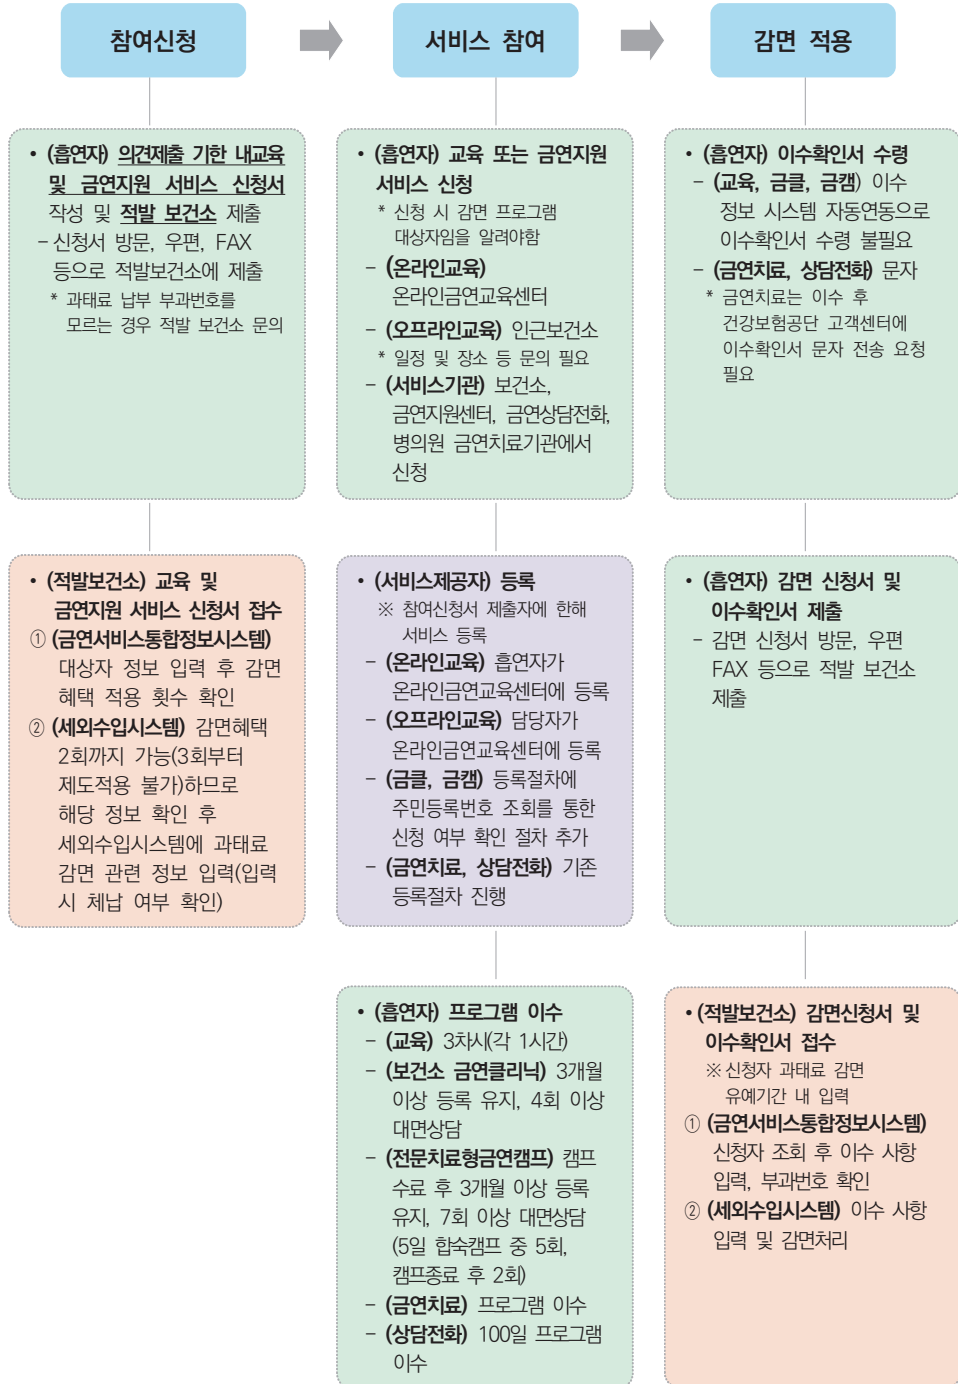 참여신청
서비스 참여
감면 적용
• (흡연자) 의견제출 기한 내교육
및 금연지원 서비스 신청서
작성 및 적발 보건소 제출
– 신청서 방문, 우편, FAX
등으로 적발보건소에 제출
* 과태료 납부 부과번호를
모르는 경우 적발 보건소 문의
• (적발보건소) 교육 및
금연지원 서비스 신청서 접수
① (금연서비스통합정보시스템)
대상자 정보 입력 후 감면
혜택 적용 횟수 확인
② (세외수입시스템) 감면혜택
2회까지 가능(3회부터
제도적용 불가)하므로
해당 정보 확인 후
세외수입시스템에 과태료
감면 관련 정보 입력(입력
시 체납 여부 확인)
• (흡연자) 교육 또는 금연지원
서비스 신청
* 신청 시 감면 프로그램
대상자임을 알려야함
– (온라인교육)
온라인금연교육센터
– (오프라인교육) 인근보건소
* 일정 및 장소 등 문의 필요
– (서비스기관) 보건소,
금연지원센터, 금연상담전화,
병의원 금연치료기관에서
신청
• (서비스제공자) 등록
※ 참여신청서 제출자에 한해
서비스 등록
– (온라인교육) 흡연자가
온라인금연교육센터에 등록
– (오프라인교육) 담당자가
온라인금연교육센터에 등록
– (금클, 금캠) 등록절차에
주민등록번호 조회를 통한
신청 여부 확인 절차 추가
– (금연치료, 상담전화) 기존
등록절차 진행
• (흡연자) 프로그램 이수
– (교육) 3차시(각 1시간)
– (보건소 금연클리닉) 3개월
이상 등록 유지, 4회 이상
대면상담
– (전문치료형금연캠프) 캠프
수료 후 3개월 이상 등록
유지, 7회 이상 대면상담
(5일 합숙캠프 중 5회,
캠프종료 후 2회)
– (금연치료) 프로그램 이수
– (상담전화) 100일 프로그램
이수
• (흡연자) 이수확인서 수령
– (교육, 금클, 금캠) 이수
정보 시스템 자동연동으로
이수확인서 수령 불필요
– (금연치료, 상담전화) 문자
* 금연치료는 이수 후
건강보험공단 고객센터에
이수확인서 문자 전송 요청
필요
• (흡연자) 감면 신청서 및
이수확인서 제출
– 감면 신청서 방문, 우편
FAX 등으로 적발 보건소
제출
• (적발보건소) 감면신청서 및
이수확인서 접수
※ 신청자 과태료 감면
유예기간 내 입력
① (금연서비스통합정보시스템)
신청자 조회 후 이수 사항
입력, 부과번호 확인
② (세외수입시스템) 이수 사항
입력 및 감면처리